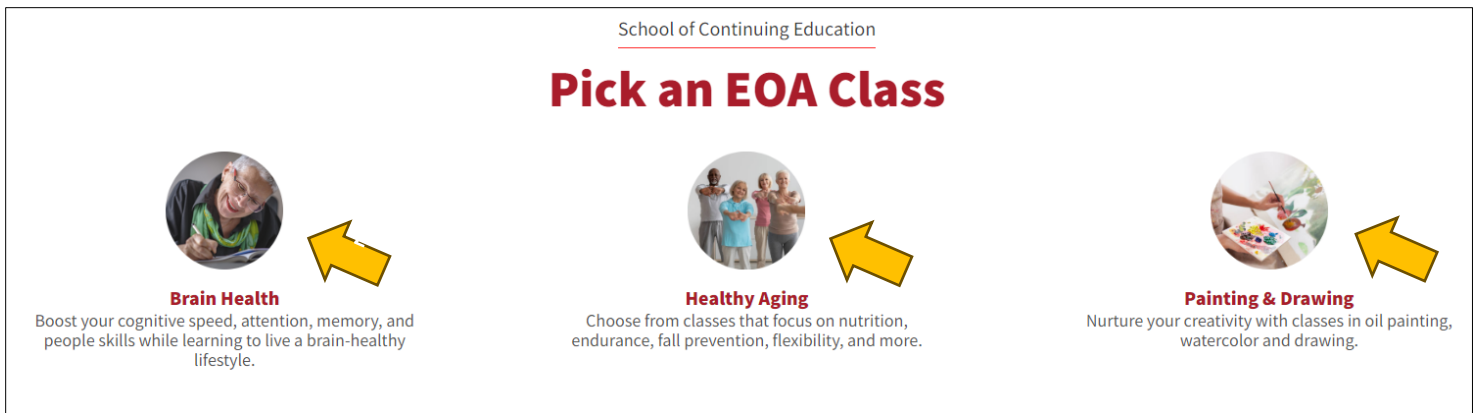 School of Continuing Education
Pick an EOA Class
Brain Health
Boost your cognitive speed, attention, memory, and
people skills while learning to live a brain-healthy
lifestyle.
Healthy Aging
Choose from classes that focus on nutrition,
endurance, fall prevention, flexibility, and more.
Painting & Drawing
Nurture your creativity with classes in oil painting,
watercolor and drawing.